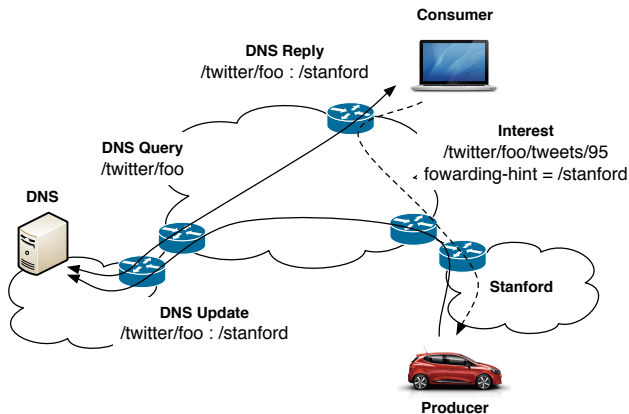 Consumer
DNS Reply
/twitter/foo : /stanford
Interest
/twitter/foo/tweets/95
fowarding-hint = /stanford
DNS Query
/twitter/foo
DNS
Stanford
DNS Update
/twitter/foo : /stanford
Producer